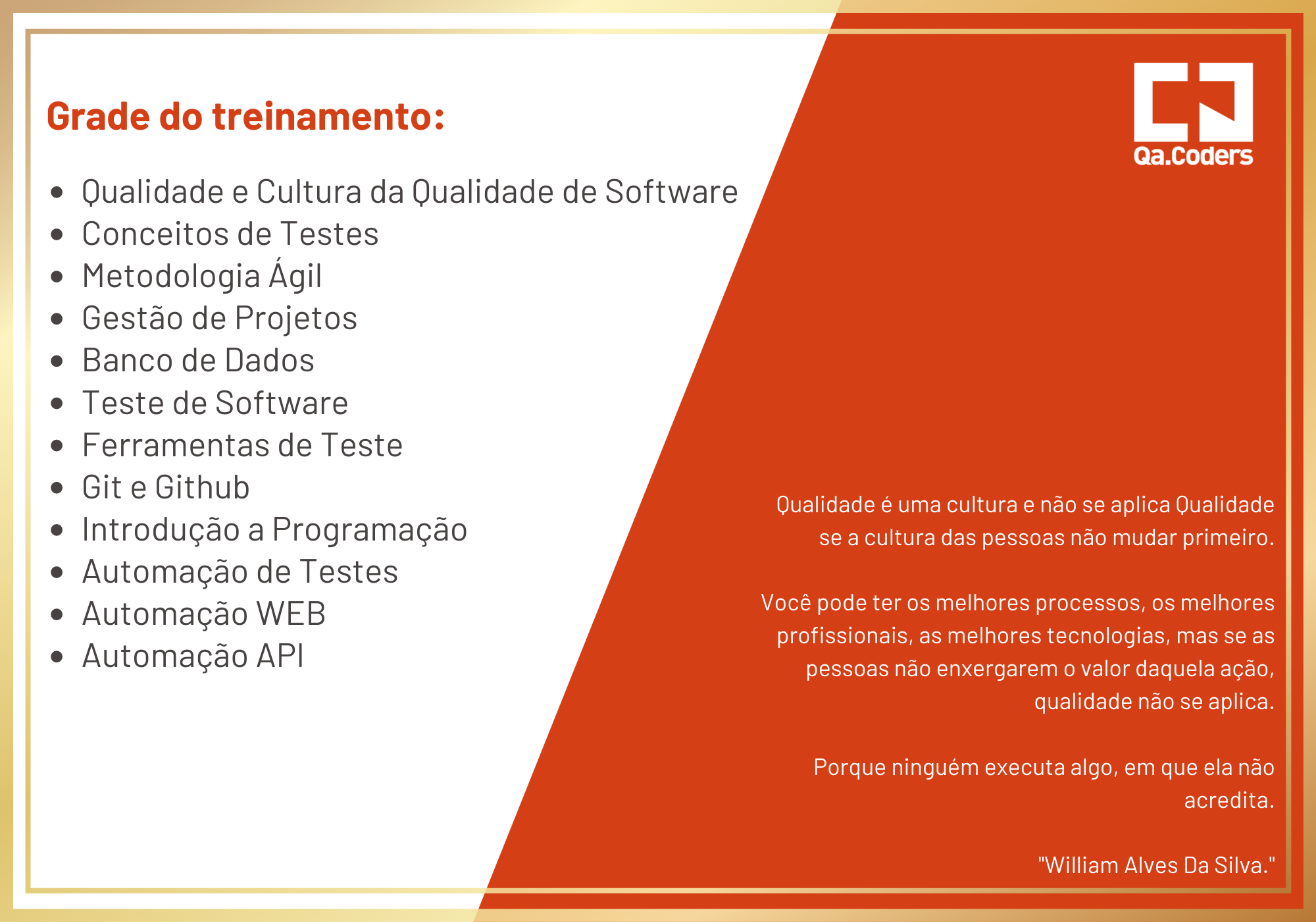 Grade do treinamento:
Qualidade e Cultura da Qualidade de Software
Conceitos de Testes
Metodologia Ágil
Gestão de Projetos
Banco de Dados
Teste de Software
Ferramentas de Teste
Git e Github
Introdução a Programação
Automação de Testes
Automação WEB
Automação API
Qa.Coders
Qualidade é uma cultura e não se aplica Qualidade
se a cultura das pessoas não mudar primeiro.
Você pode ter os melhores processos, os melhores
profissionais, as melhores tecnologias, mas se as
pessoas não enxergarem o valor daquela ação,
qualidade não se aplica.
Porque ninguém executa algo, em que ela não
acredita.
"William Alves Da Silva."